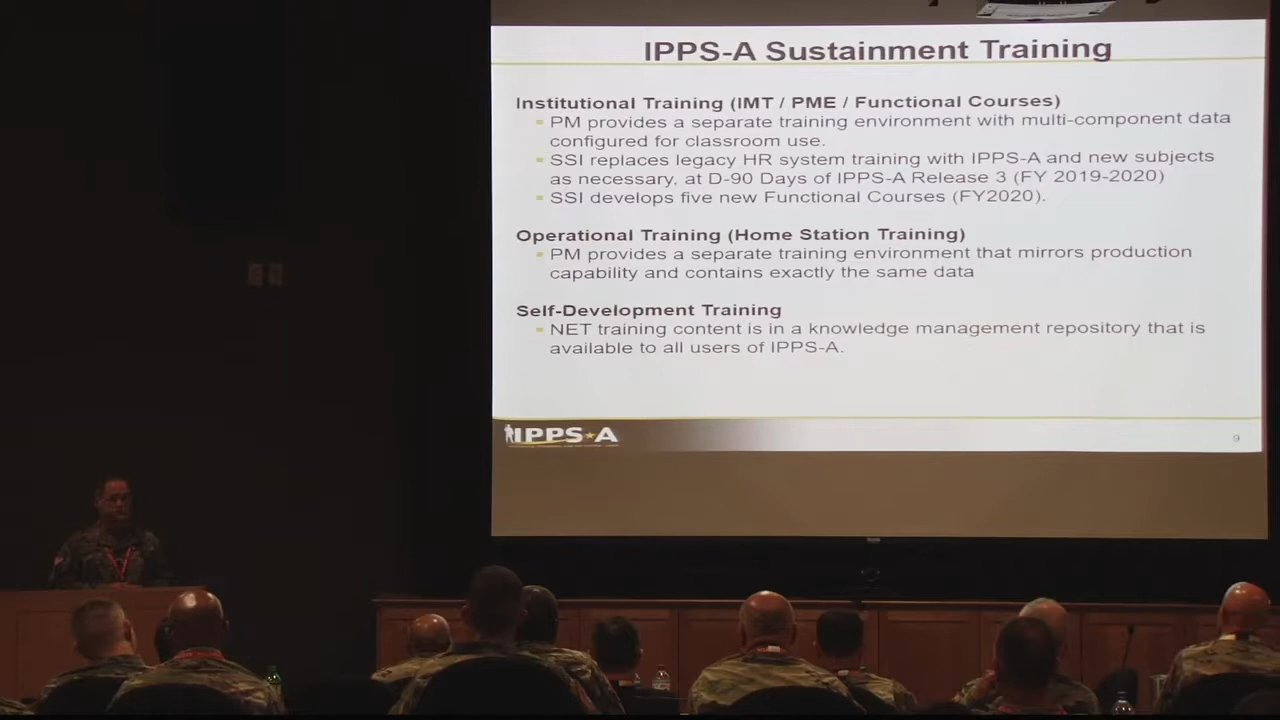 IPPS-A Sustainment Training
Institutional Training (IMT / PME / Functional Courses)
PM provides a separate training environment with multi-component data
configured for classroom use.
SSI replaces legacy HR system training with IPPS-A and new subjects
as necessary, at D-90 Days of IPPS-A Release 3 (FY 2019-2020)
SSI develops five new Functional Courses (FY2020).
Operational Training (Home Station Training)
PM provides a separate training environment that mirrors production
capability and contains exactly the same data
Self-Development Training
NET training content is in a knowledge management repository that is
available to all users of IPPS-A.
IPPS★A
9